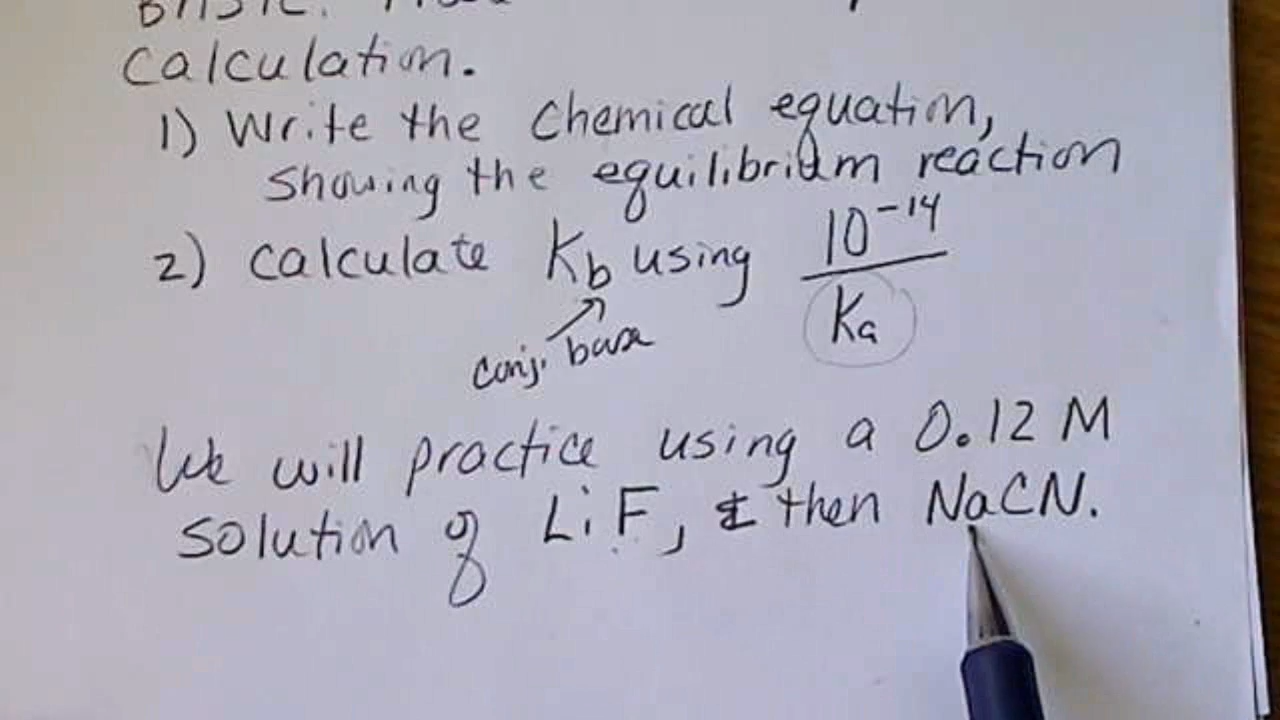 BASIC.
Calculation.
1) Write the chemical equation,
showing the equilibrium reaction
2) Calculate Kb using 10^-14 / Ka
conj. base
We will practice using a 0.12 M
solution of LiF, & then NaCN.